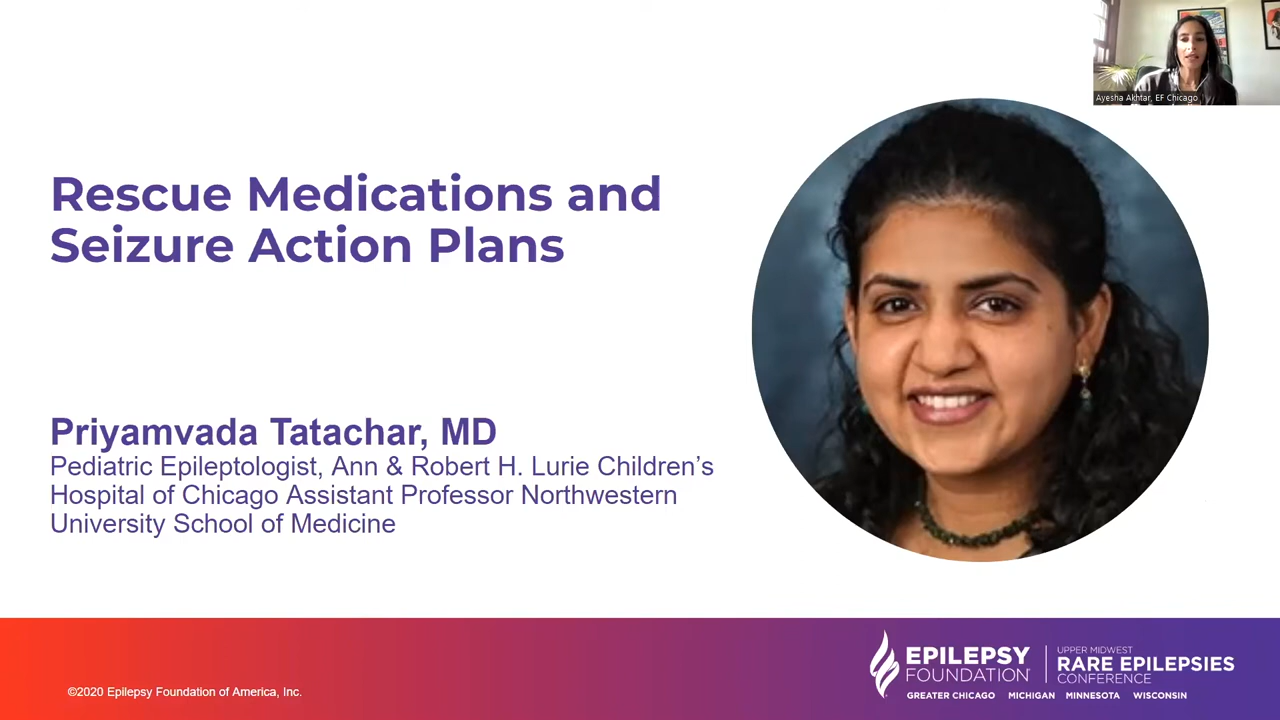 Ayesha Akhtar, EF Chicago
Rescue Medications and
Seizure Action Plans
Priyamvada Tatachar, MD
Pediatric Epileptologist, Ann & Robert H. Lurie Children’s
Hospital of Chicago Assistant Professor Northwestern
University School of Medicine
©2020 Epilepsy Foundation of America, Inc.
EPILEPSY
FOUNDATION
UPPER MIDWEST
RARE EPILEPSIES
CONFERENCE
GREATER CHICAGO MICHIGAN MINNESOTA WISCONSIN